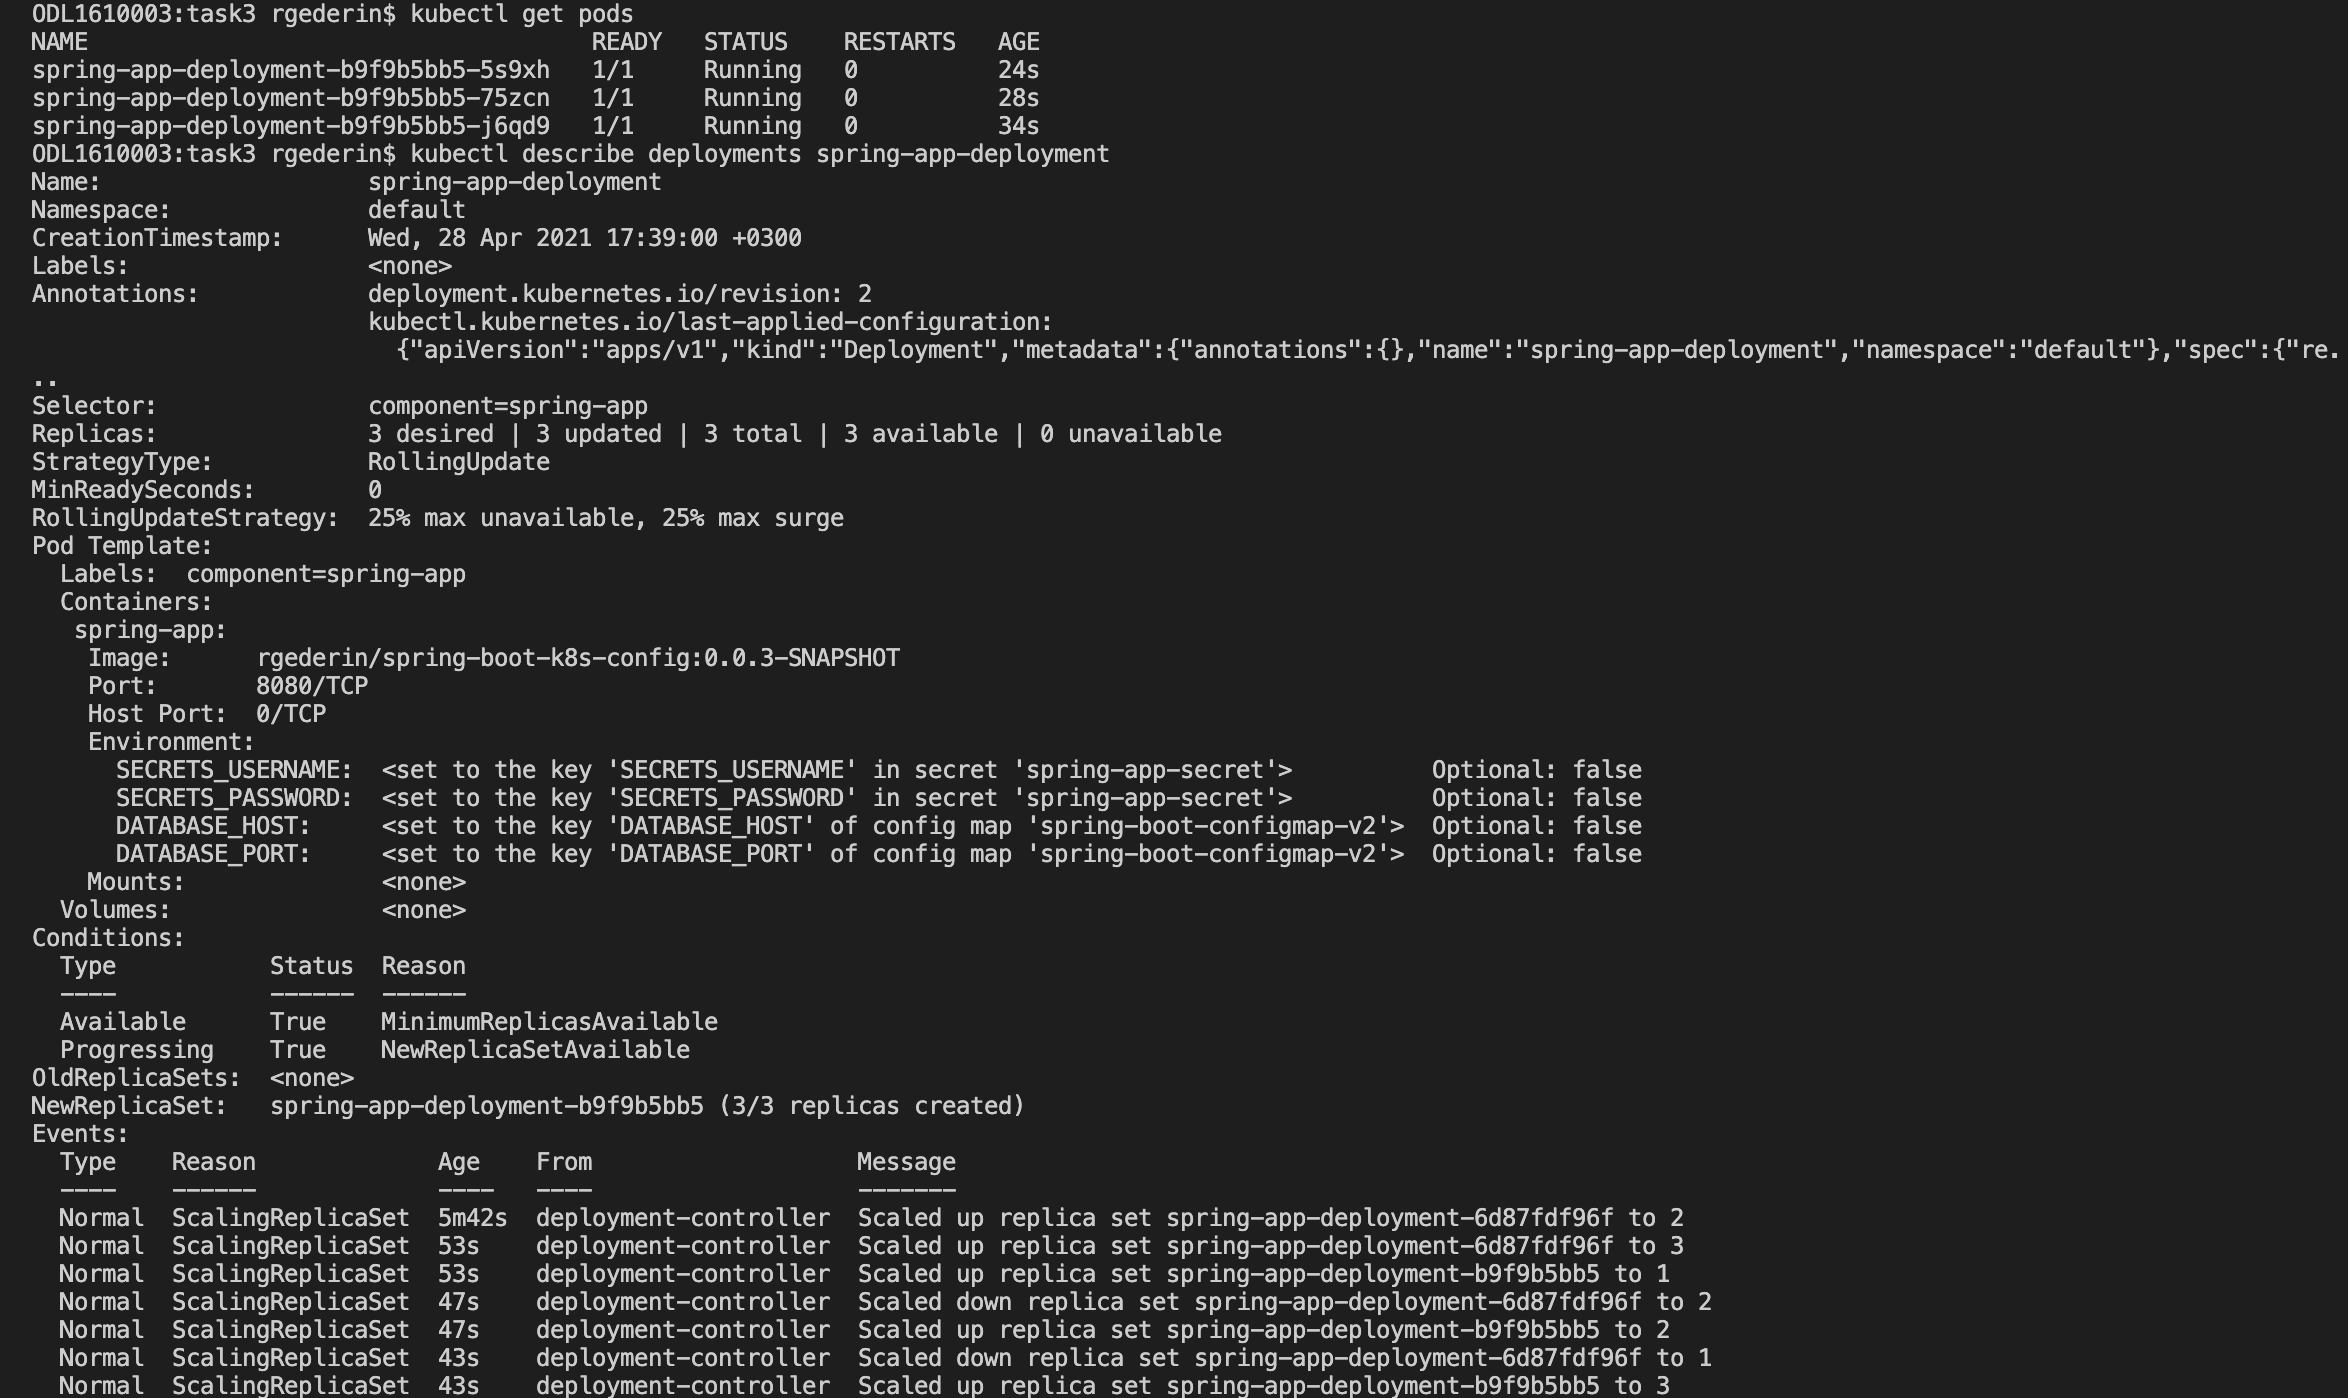 ODL1610003:task3 rgederin$ kubectl get pods
NAME                                    READY   STATUS    RESTARTS   AGE
spring-app-deployment-b9f9b5bb5-5s9xh   1/1     Running   0          24s
spring-app-deployment-b9f9b5bb5-75zcn   1/1     Running   0          28s
spring-app-deployment-b9f9b5bb5-j6qd9   1/1     Running   0          34s
ODL1610003:task3 rgederin$ kubectl describe deployments spring-app-deployment
Name:                   spring-app-deployment
Namespace:              default
CreationTimestamp:      Wed, 28 Apr 2021 17:39:00 +0300
Labels:                 <none>
Annotations:            deployment.kubernetes.io/revision: 2
                        kubectl.kubernetes.io/last-applied-configuration:
                          {"apiVersion":"apps/v1","kind":"Deployment","metadata":{"annotations":{},"name":"spring-app-deployment","namespace":"default"},"spec":{"re.
..
Selector:               component=spring-app
Replicas:               3 desired | 3 updated | 3 total | 3 available | 0 unavailable
StrategyType:           RollingUpdate
MinReadySeconds:        0
RollingUpdateStrategy:  25% max unavailable, 25% max surge
Pod Template:
  Labels:  component=spring-app
  Containers:
   spring-app:
    Image:      rgederin/spring-boot-k8s-config:0.0.3-SNAPSHOT
    Port:       8080/TCP
    Host Port:  0/TCP
    Environment:
      SECRETS_USERNAME:  <set to the key 'SECRETS_USERNAME' in secret 'spring-app-secret'>          Optional: false
      SECRETS_PASSWORD:  <set to the key 'SECRETS_PASSWORD' in secret 'spring-app-secret'>          Optional: false
      DATABASE_HOST:     <set to the key 'DATABASE_HOST' of config map 'spring-boot-configmap-v2'>  Optional: false
      DATABASE_PORT:     <set to the key 'DATABASE_PORT' of config map 'spring-boot-configmap-v2'>  Optional: false
    Mounts:              <none>
  Volumes:               <none>
Conditions:
  Type           Status  Reason
  ----           ------  ------
  Available      True    MinimumReplicasAvailable
  Progressing    True    NewReplicaSetAvailable
OldReplicaSets:  <none>
NewReplicaSet:   spring-app-deployment-b9f9b5bb5 (3/3 replicas created)
Events:
  Type    Reason             Age    From                   Message
  ----    ------             ----   ----                   -------
  Normal  ScalingReplicaSet  5m42s  deployment-controller  Scaled up replica set spring-app-deployment-6d87fdf96f to 2
  Normal  ScalingReplicaSet  53s    deployment-controller  Scaled up replica set spring-app-deployment-6d87fdf96f to 3
  Normal  ScalingReplicaSet  53s    deployment-controller  Scaled up replica set spring-app-deployment-b9f9b5bb5 to 1
  Normal  ScalingReplicaSet  47s    deployment-controller  Scaled down replica set spring-app-deployment-6d87fdf96f to 2
  Normal  ScalingReplicaSet  47s    deployment-controller  Scaled up replica set spring-app-deployment-b9f9b5bb5 to 2
  Normal  ScalingReplicaSet  43s    deployment-controller  Scaled down replica set spring-app-deployment-6d87fdf96f to 1
  Normal  ScalingReplicaSet  43s    deployment-controller  Scaled up replica set spring-app-deployment-b9f9b5bb5 to 3